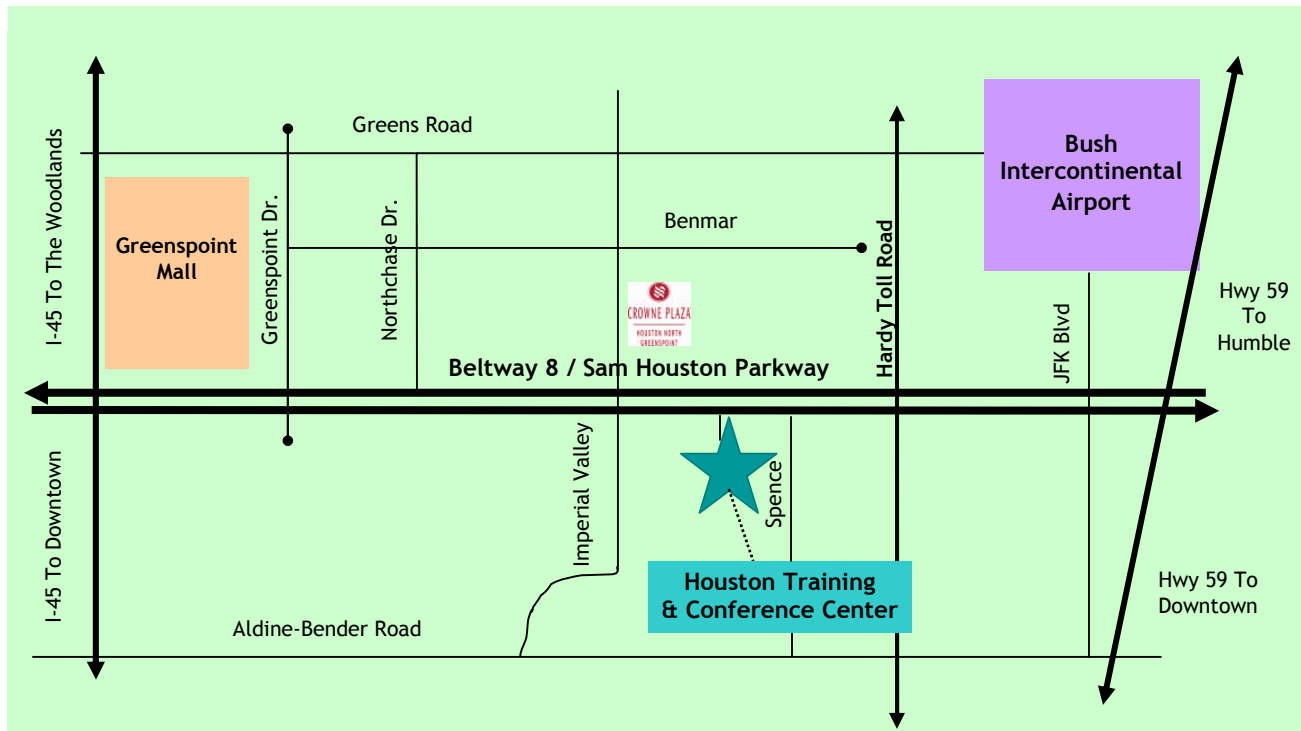 Greens Road
Bush
Intercontinental
Airport
I-45 To The Woodlands
Greenspoint
Mall
Greenspoint Dr.
Northchase Dr.
Benmar
Hardy Toll Road
CROWNE PLAZA
HOUSTON NORTH
GREENSPOINT
JFK Blvd
Hwy 59
To
Humble
Beltway 8 / Sam Houston Parkway
I-45 To Downtown
Imperial Valley
Spence
Houston Training
& Conference Center
Hwy 59 To
Downtown
Aldine-Bender Road